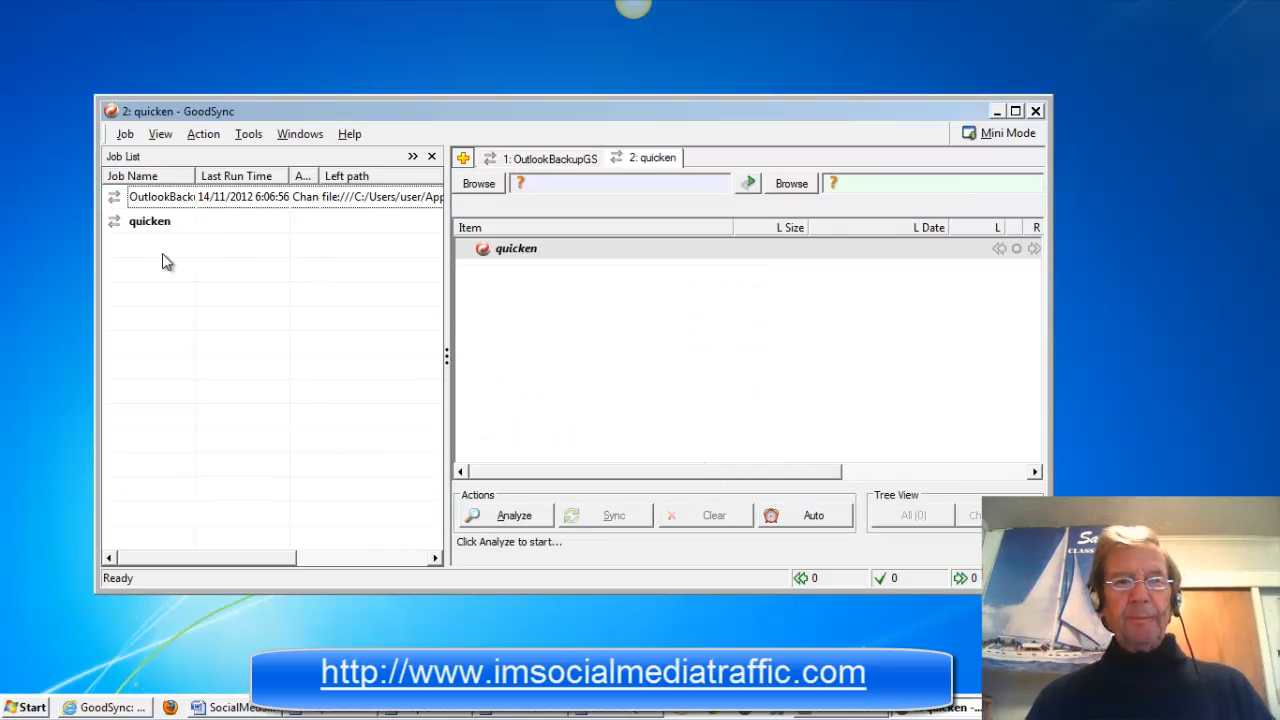 2: quicken - GoodSync
Job View Action Tools Windows Help
Mini Mode
Job List
1: OutlookBackupGS
2: quicken
Job Name Last Run Time A... Left path
Browse
Browse
OutlookBack 14/11/2012 6:06:56 Chan file:///C:/Users/user/App
quicken
Item L Size L Date L R
quicken
Actions
Tree View
Analyze Sync Clear Auto All (0)
Click Analyze to start...
Ready
0 0 0
http://www.imsocialmediatraffic.com
Start GoodSync: ... SocialMed